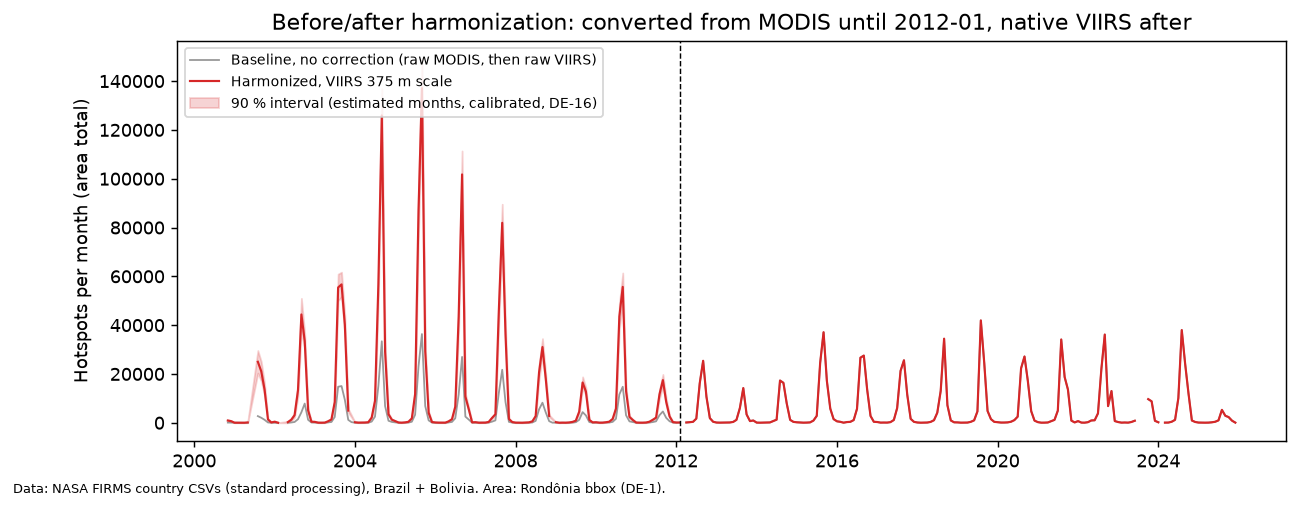 Before/after harmonization: converted from MODIS until 2012-01, native VIIRS after
Baseline, no correction (raw MODIS, then raw VIIRS)
Harmonized, VIIRS 375 m scale
90 % interval (estimated months, calibrated, DE-16)
Hotspots per month (area total)
140000
120000
100000
80000
60000
40000
20000
0
2000 2004 2008 2012 2016 2020 2024
Data: NASA FIRMS country CSVs (standard processing), Brazil + Bolivia. Area: Rondônia bbox (DE-1).